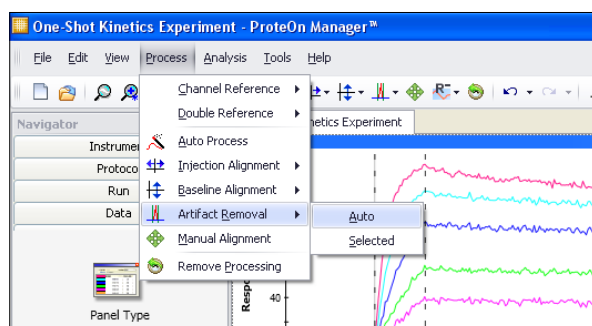 One-Shot Kinetics Experiment - ProteOn Manager™
File Edit View Process Analysis Tools Help
Navigator
Channel Reference
Double Reference
netics Experiment
Instrume
Auto Process
Protoco
Injection Alignment
Run
Baseline Alignment
Data
Artifact Removal
Auto
Manual Alignment
Selected
Remove Processing
Panel Type
Respo
40